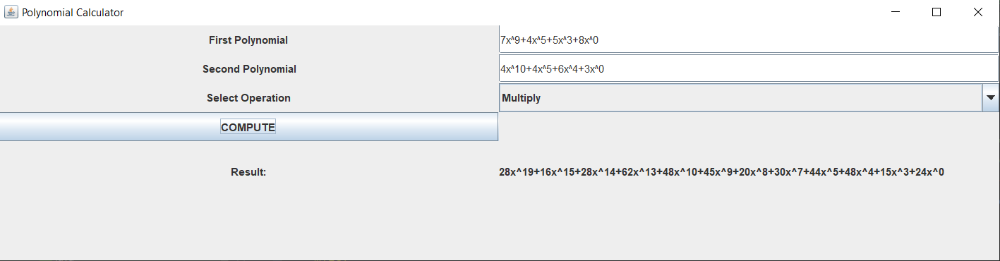 Polynomial Calculator
First Polynomial 7x^9+4x^5+5x^3+8x^0
Second Polynomial 4x^10+4x^5+6x^4+3x^0
Select Operation Multiply
COMPUTE
Result: 28x^19+16x^15+28x^14+62x^13+48x^10+45x^9+20x^8+30x^7+44x^5+48x^4+15x^3+24x^0